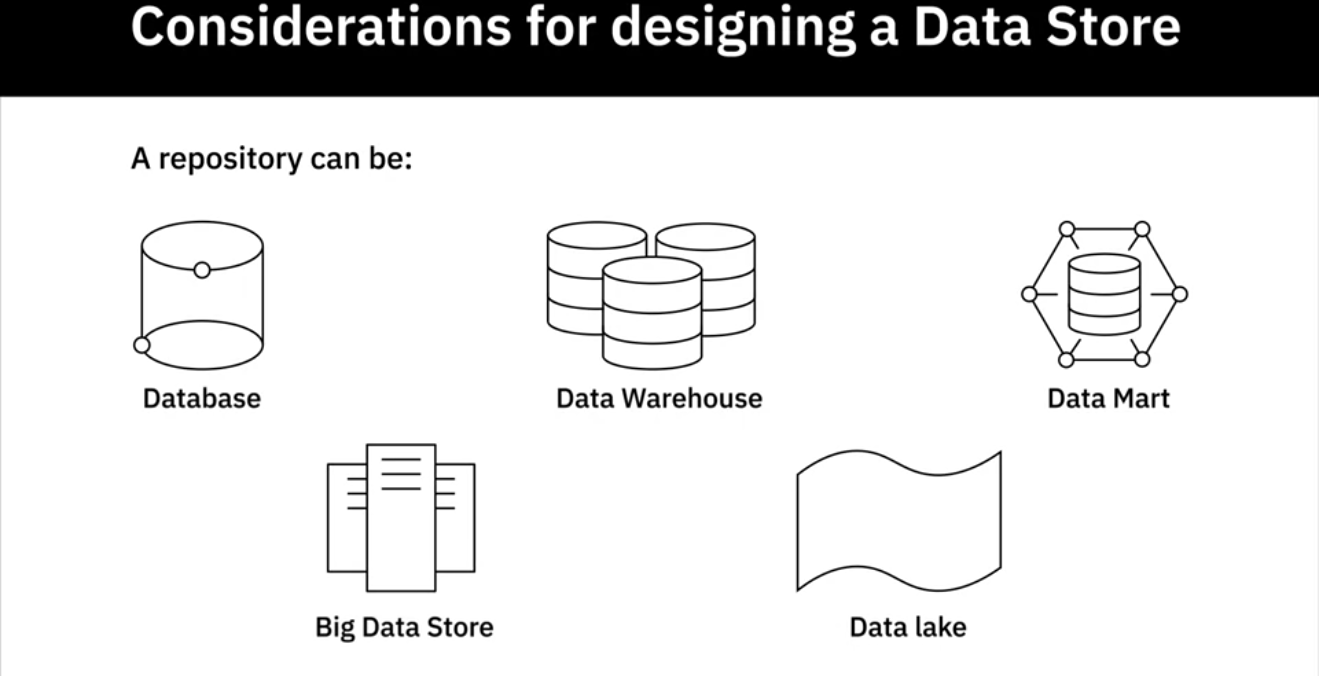 Considerations for designing a Data Store
A repository can be:
Database
Data Warehouse
Data Mart
Big Data Store
Data lake